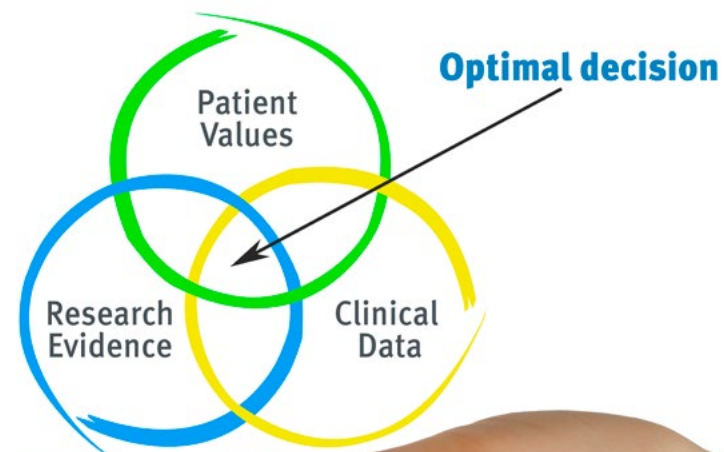 Optimal decision
Patient
Values
Research
Evidence
Clinical
Data